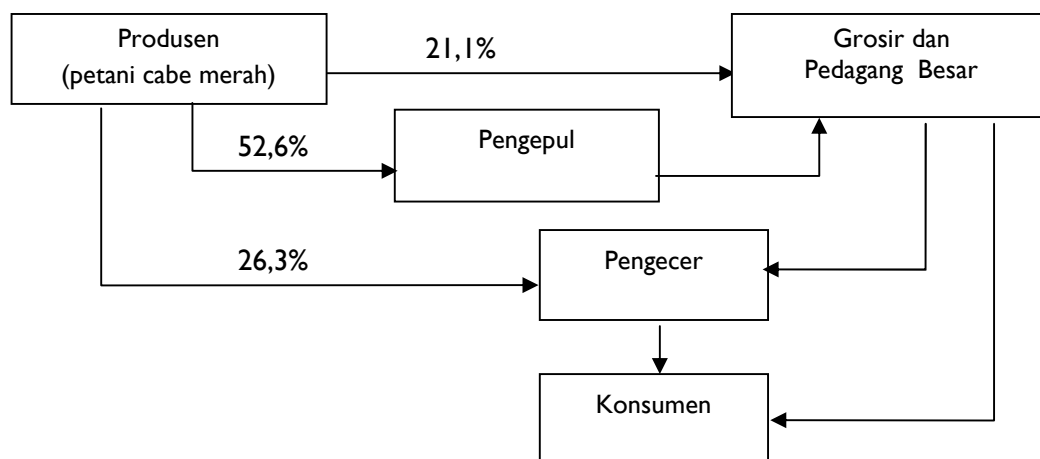 Produsen
(petani cabe merah)
21,1%
Grosir dan
Pedagang Besar
52,6%
Pengepul
26,3%
Pengecer
Konsumen